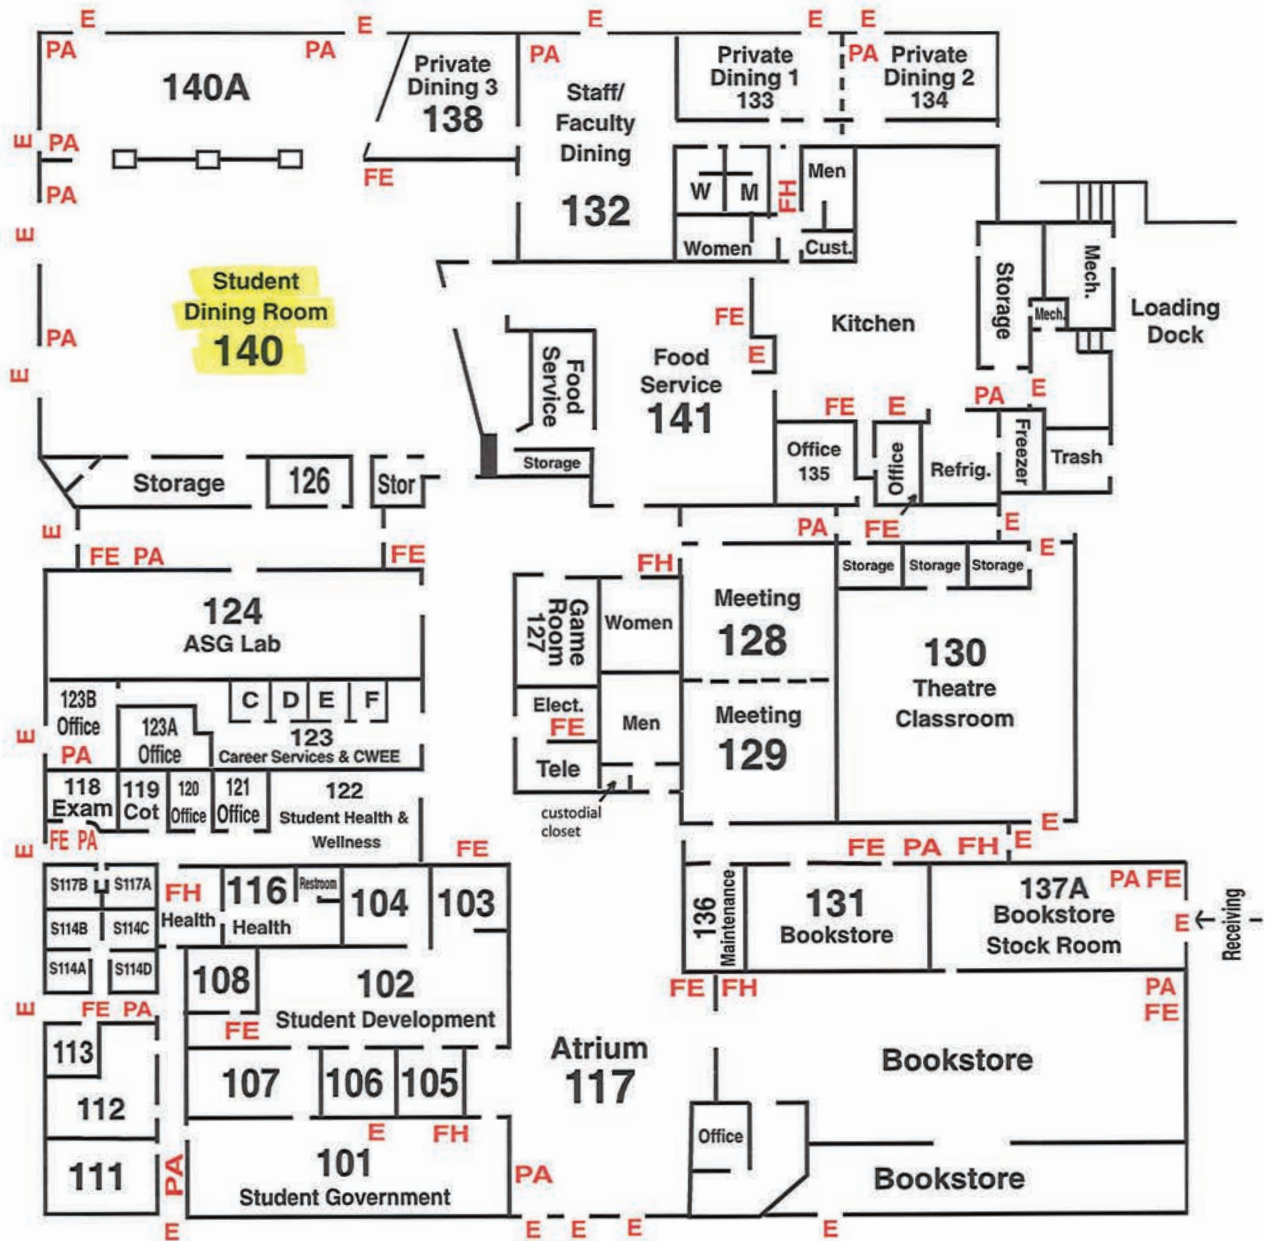 E
E
E
E
E
PA
PA
PA
PA
140A
Private
Dining 3
138
Staff/
Faculty
Dining
132
Private
Dining 1
133
Private
Dining 2
134
E
PA
PA
FE
W
M
FH
Men
Women
Cust.
E
Student
Dining Room
140
PA
E
Food
Service
Storage
FE
E
Food
Service
141
Kitchen
Storage
Mech.
Mech.
Loading
Dock
PA
E
FE
E
Office
135
Office
Refrig.
Freezer
Trash
Storage
126
Stor
E
FE
PA
FE
PA
FE
E
E
FH
124
ASG Lab
Game
Room
127
Women
Meeting
128
Storage
Storage
Storage
130
Theatre
Classroom
123B
Office
PA
123A
Office
C
D
E
F
123
Career Services & CWEE
E
Elect.
FE
Men
Tele
Meeting
129
custodial
closet
118
Exam
119
Cot
120
Office
121
Office
122
Student Health &
Wellness
FE PA
E
FE
E
E
FE
PA
FH
S117B
S117A
S114B
S114C
S114A
S114D
FH
Health
116
Health
Restroom
104
103
136
Maintenance
131
Bookstore
137A
Bookstore
Stock Room
PA FE
E
Receiving
108
102
Student Development
FE
FE
FH
PA
FE
E
FE
PA
113
112
111
107
106
105
E
FH
Atrium
117
Bookstore
Office
PA
101
Student Government
PA
Bookstore
E
E
E
E
E